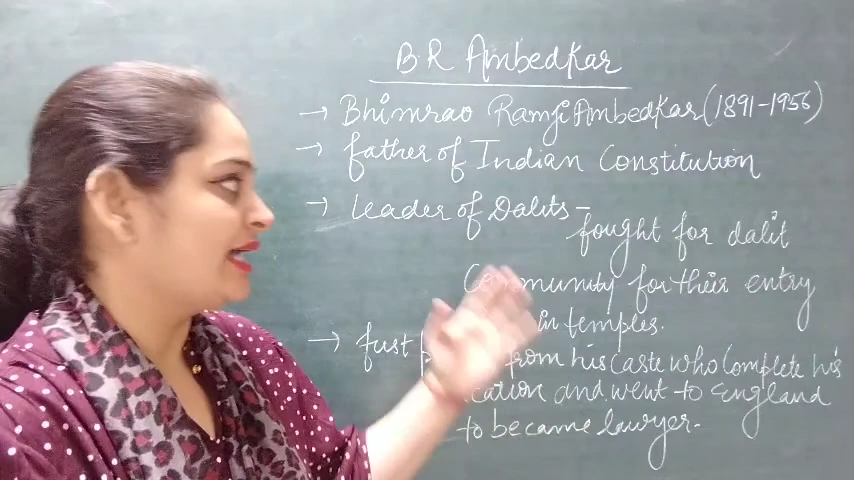 BR Ambedkar
→ Bhimrao Ramji Ambedkar (1891-1956)
→ father of Indian Constitution
→ Leader of Dalits - fought for dalit
Community for their entry
in temples.
→ first from his caste who Complete his
and went to England
to became lawyer.